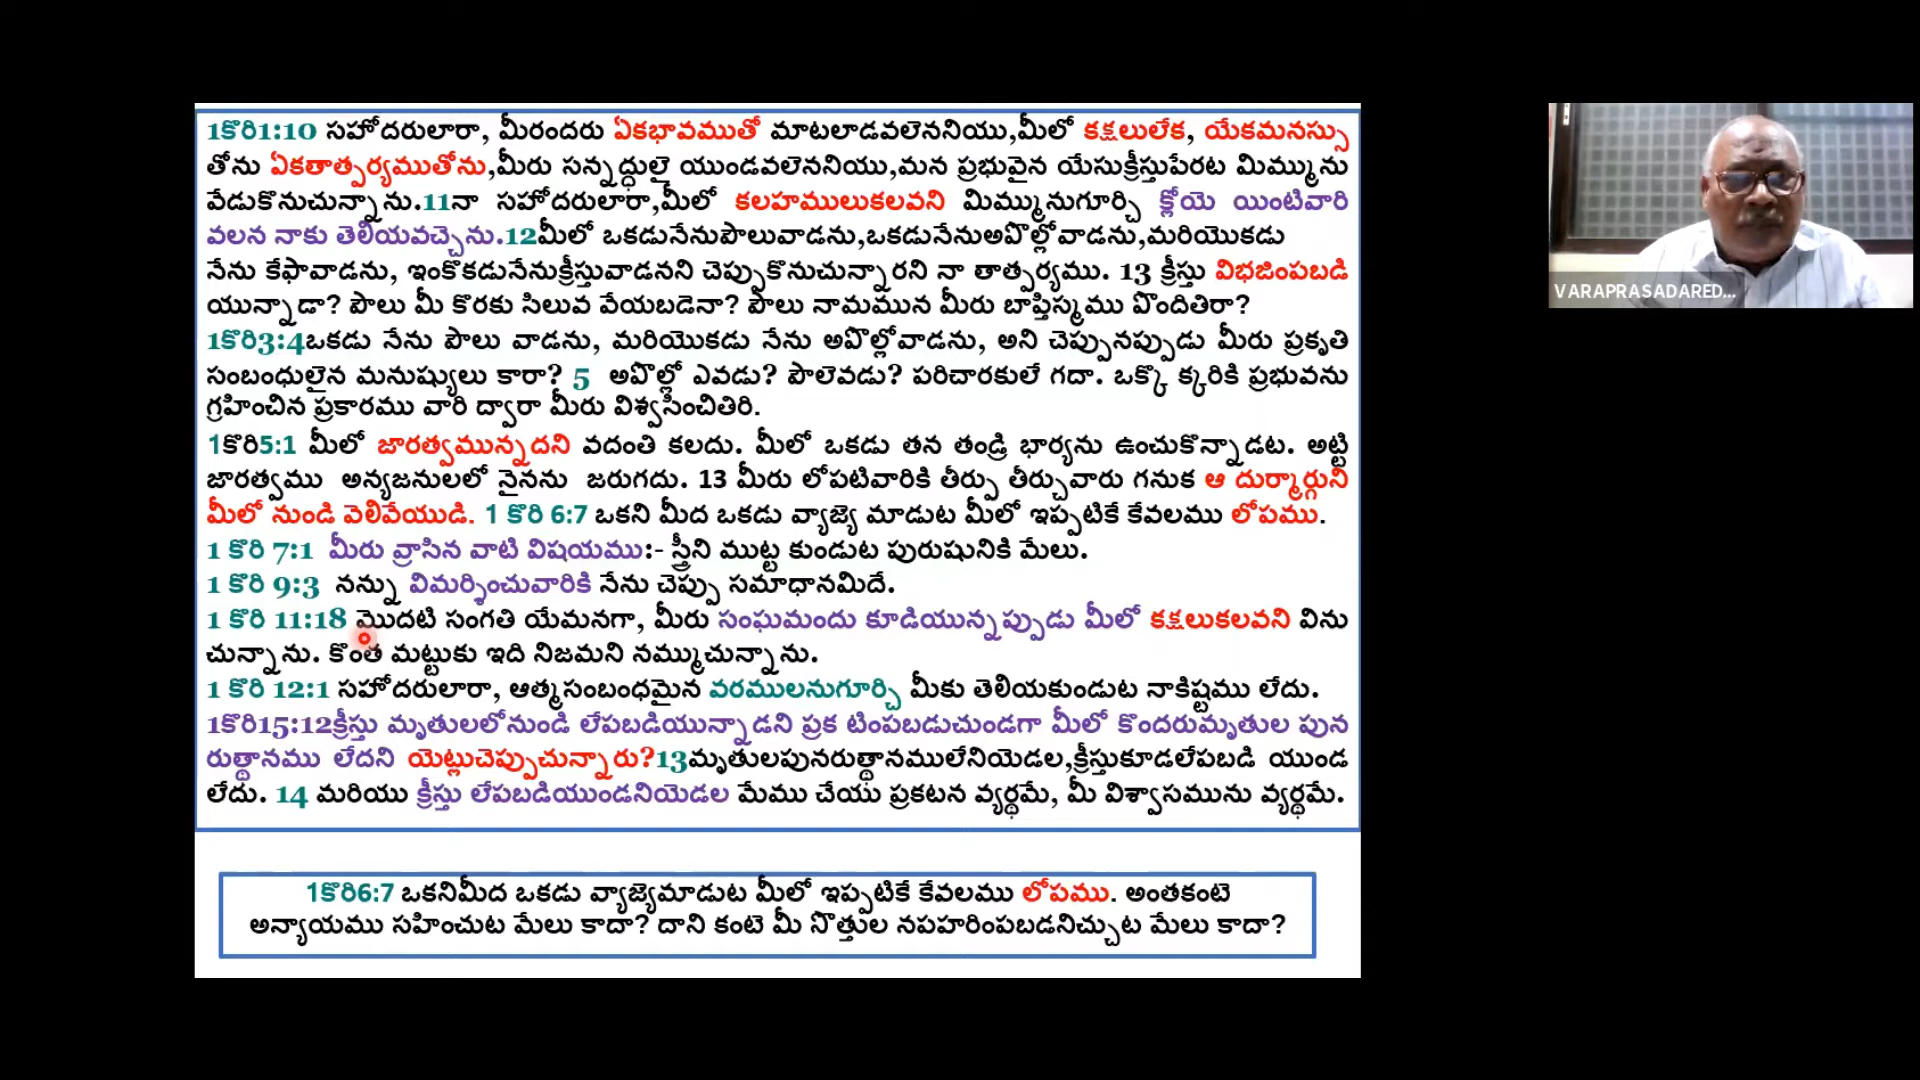 1కొరి1:10 సహోదరులారా, మీరందరు ఏకభావముతో మాటలాడవలెననియు,మీలో కక్షలులేక, యేకమనస్సు
తోను ఏకతాత్పర్యముతోను,మీరు సన్నద్ధులై యుండవలెననియు,మన ప్రభువైన యేసుక్రీస్తుపేరట మిమ్మును
వేడుకొనుచున్నాను.11నా సహోదరులారా,మీలో కలహములుకలవని మిమ్మునుగూర్చి క్లోయె యింటివారి
వలన నాకు తెలియవచ్చెను.12మీలో ఒకడునేనుపౌలువాడను,ఒకడునేనుఅపొల్లోవాడను,మరియొకడు
నేను కేఫావాడను, ఇంకొకడునేనుక్రీస్తువాడనని చెప్పుకొనుచున్నారని నా తాత్పర్యము. 13 క్రీస్తు విభజింపబడి
యున్నాడా? పౌలు మీ కొరకు సిలువ వేయబడెనా? పౌలు నామమున మీరు బాప్తిస్మము పొందితిరా?
1కొరి3:4ఒకడు నేను పౌలు వాడను, మరియొకడు నేను అపొల్లోవాడను, అని చెప్పునప్పుడు మీరు ప్రకృతి
సంబంధులైన మనుష్యులు కారా? 5 అపొల్లో ఎవడు? పౌలెవడు? పరిచారకులే గదా. ఒక్కొ క్కరికి ప్రభువను
గ్రహించిన ప్రకారము వారి ద్వారా మీరు విశ్వసించితిరి.
1కొరి5:1 మీలో జారత్వమున్నదని వదంతి కలదు. మీలో ఒకడు తన తండ్రి భార్యను ఉంచుకొన్నాడట. అట్టి
జారత్వము అన్యజనులలో నైనను జరుగదు. 13 మీరు లోపటివారికి తీర్పు తీర్చువారు గనుక ఆ దుర్మార్గుని
మీలో నుండి వెలివేయుడి. 1 కొరి 6:7 ఒకని మీద ఒకడు వ్యాజ్యె మాడుట మీలో ఇప్పటికే కేవలము లోపము.
1 కొరి 7:1 మీరు వ్రాసిన వాటి విషయము:- స్త్రీని ముట్ట కుండుట పురుషునికి మేలు.
1 కొరి 9:3 నన్ను విమర్శించువారికి నేను చెప్పు సమాధానమిదే.
1 కొరి 11:18 మొదటి సంగతి యేమనగా, మీరు సంఘమందు కూడియున్నప్పుడు మీలో కక్షలుకలవని విను
చున్నాను. కొంత మట్టుకు ఇది నిజమని నమ్ముచున్నాను.
1 కొరి 12:1 సహోదరులారా, ఆత్మసంబంధమైన వరములనుగూర్చి మీకు తెలియకుండుట నాకిష్టము లేదు.
1కొరి15:12క్రీస్తు మృతులలోనుండి లేపబడియున్నాడని ప్రక టింపబడుచుండగా మీలో కొందరుమృతుల పున
రుత్థానము లేదని యెట్లుచెప్పుచున్నారు?13మృతులపునరుత్థానములేనియెడల,క్రీస్తుకూడలేపబడి యుండ
లేదు. 14 మరియు క్రీస్తు లేపబడియుండనియెడల మేము చేయు ప్రకటన వ్యర్థమే, మీ విశ్వాసమును వ్యర్థమే.
1కొరి6:7 ఒకనిమీద ఒకడు వ్యాజ్యెమాడుట మీలో ఇప్పటికే కేవలము లోపము. అంతకంటె
అన్యాయము సహించుట మేలు కాదా? దాని కంటె మీ సొత్తుల నపహరింపబడనిచ్చుట మేలు కాదా?
VARAPRASADARED...